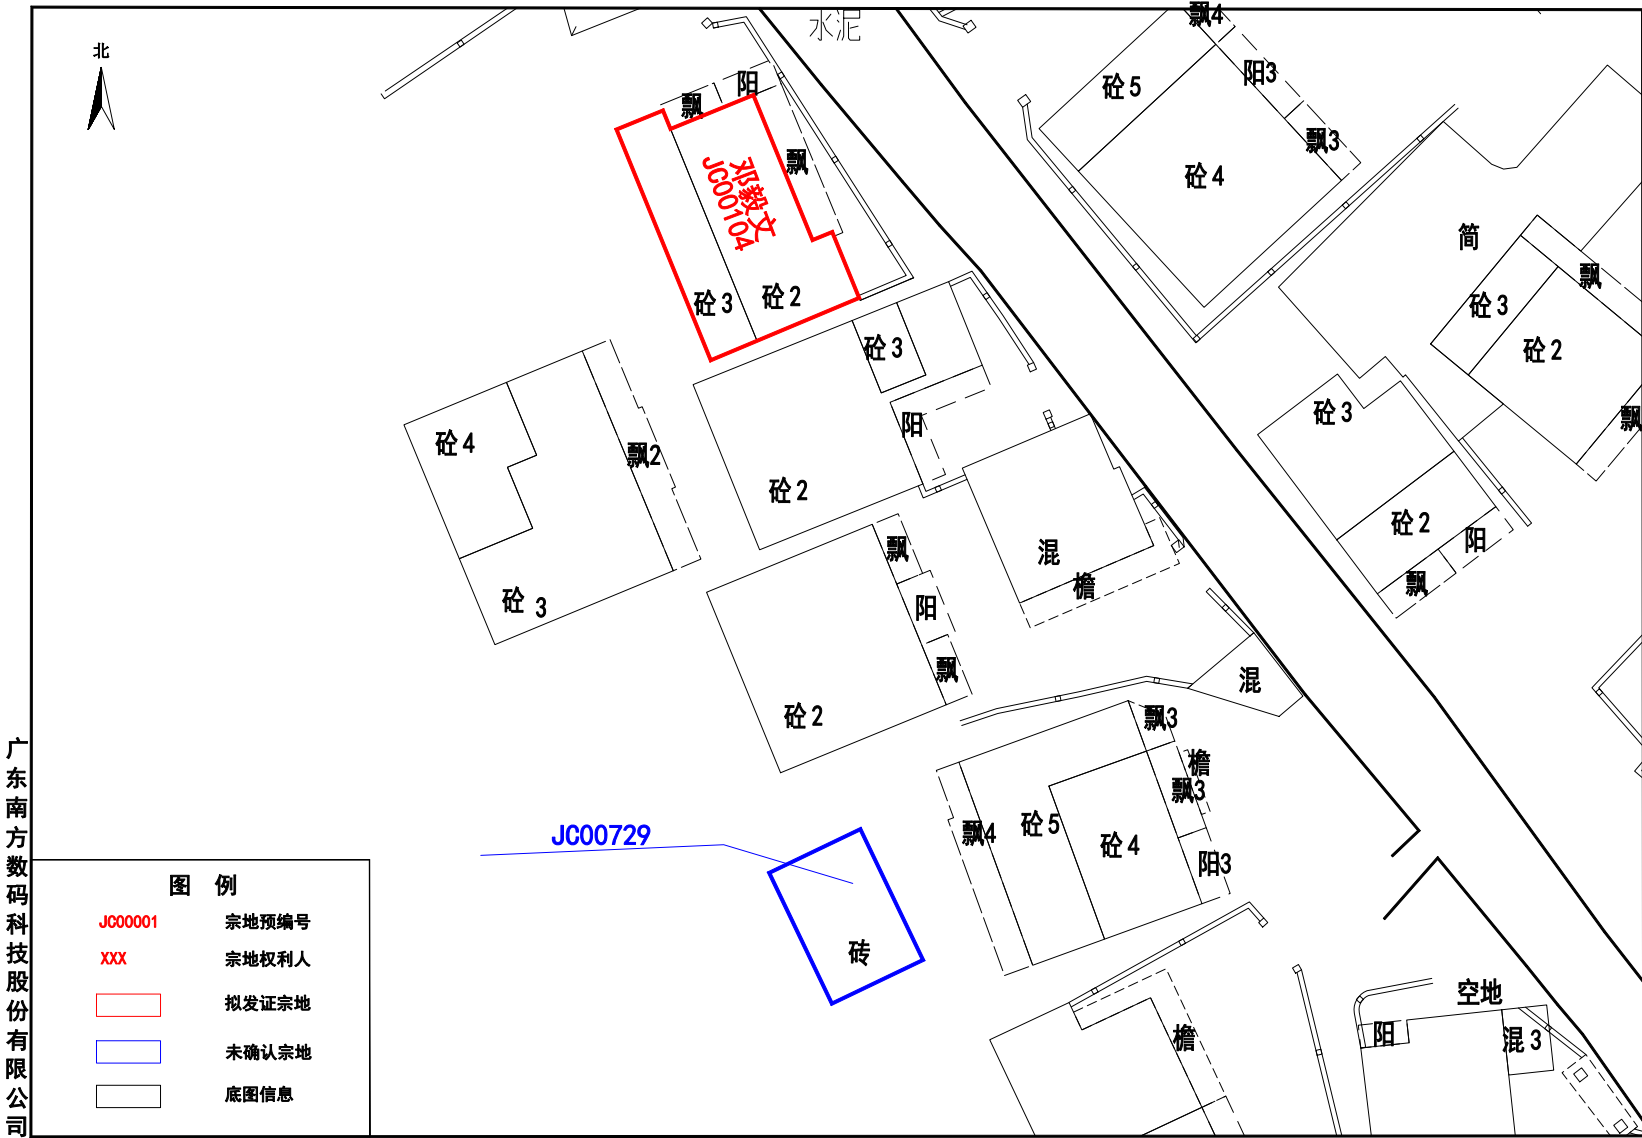 北
水泥
飘4
阳
飘
砼5
阳3
飘3
飘
砼4
邓毅文
JC00104
简
飘
砼3
砼2
砼3
砼3
砼2
飘
砼3
阳
砼4
飘2
砼2
砼2
阳
飘
混
飘
檐
砼3
阳
飘
混
砼2
飘3
檐
飘3
飘4
砼5
砼4
阳3
JC00729
砖
空地
阳
檐
混3
图 例
JC00001 宗地预编号
XXX 宗地权利人
拟发证宗地
未确认宗地
底图信息
广东南方数码科技股份有限公司